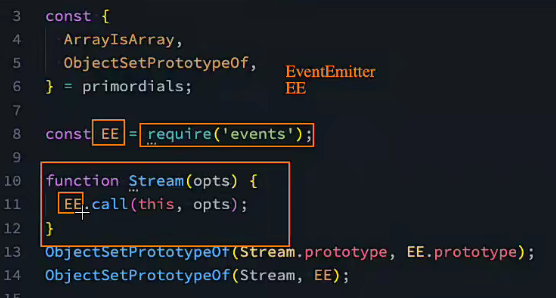 3 const {
4 ArrayIsArray,
5 ObjectSetPrototypeOf,
EventEmitter
6 } = primordials;
EE
7
8 const EE = require('events');
9
10 function Stream(opts) {
11 EE.call(this, opts);
12 }
13 ObjectSetPrototypeOf(Stream.prototype, EE.prototype);
14 ObjectSetPrototypeOf(Stream, EE);
15